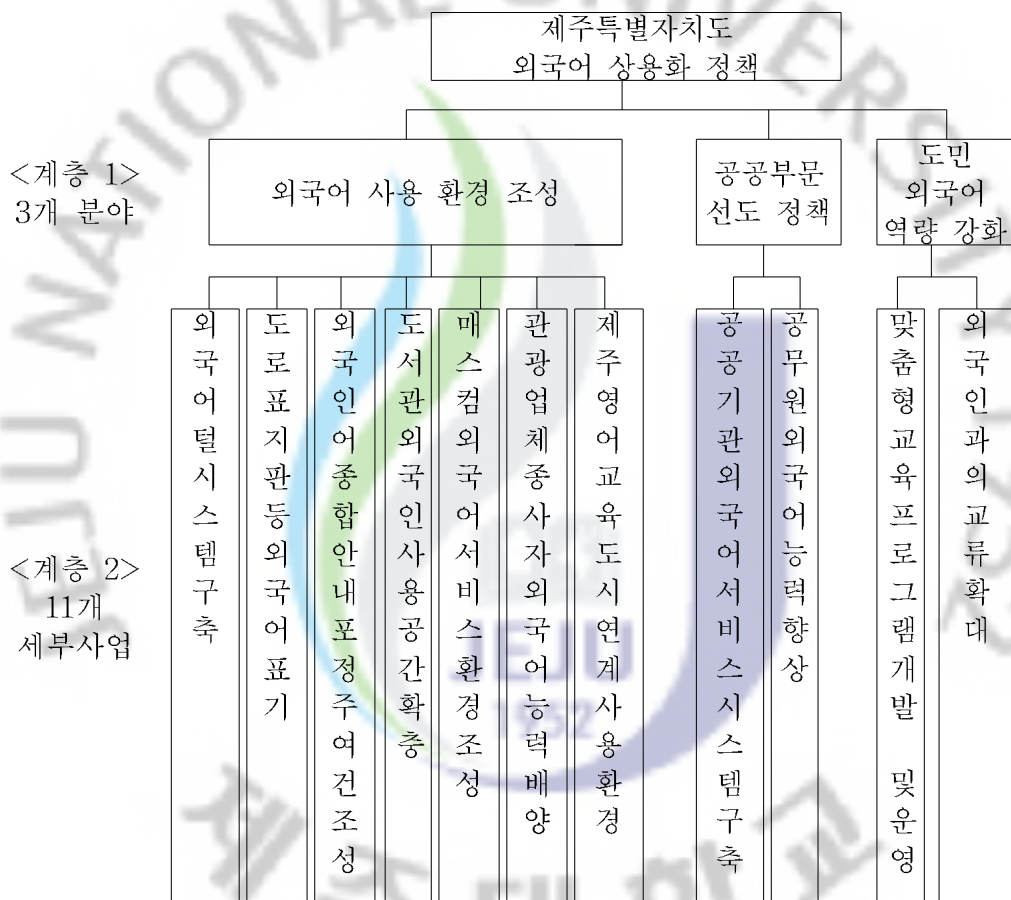 제주특별자치도
외국어 상용화 정책
<계층 1>
3개 분야
외국어 사용 환경 조성
공공부문
선도 정책
도민
외국어
역량 강화
<계층 2>
11개
세부사업
외국어털시스템구축
도로표지판등외국어표기
외국인어종합안내포정주여건조성
도서관외국인사용공간확충
매스컴외국어서비스환경조성
관광업체종사자외국어능력배양
제주영어교육도시연계사용환경
공공기관외국어서비스시스템구축
공무원외국어능력향상
맞춤형교육프로그램개발 및운영
외국인과의교류확대
JEJU NATIONAL UNIVERSITY
JEJU
1952
제주대학교